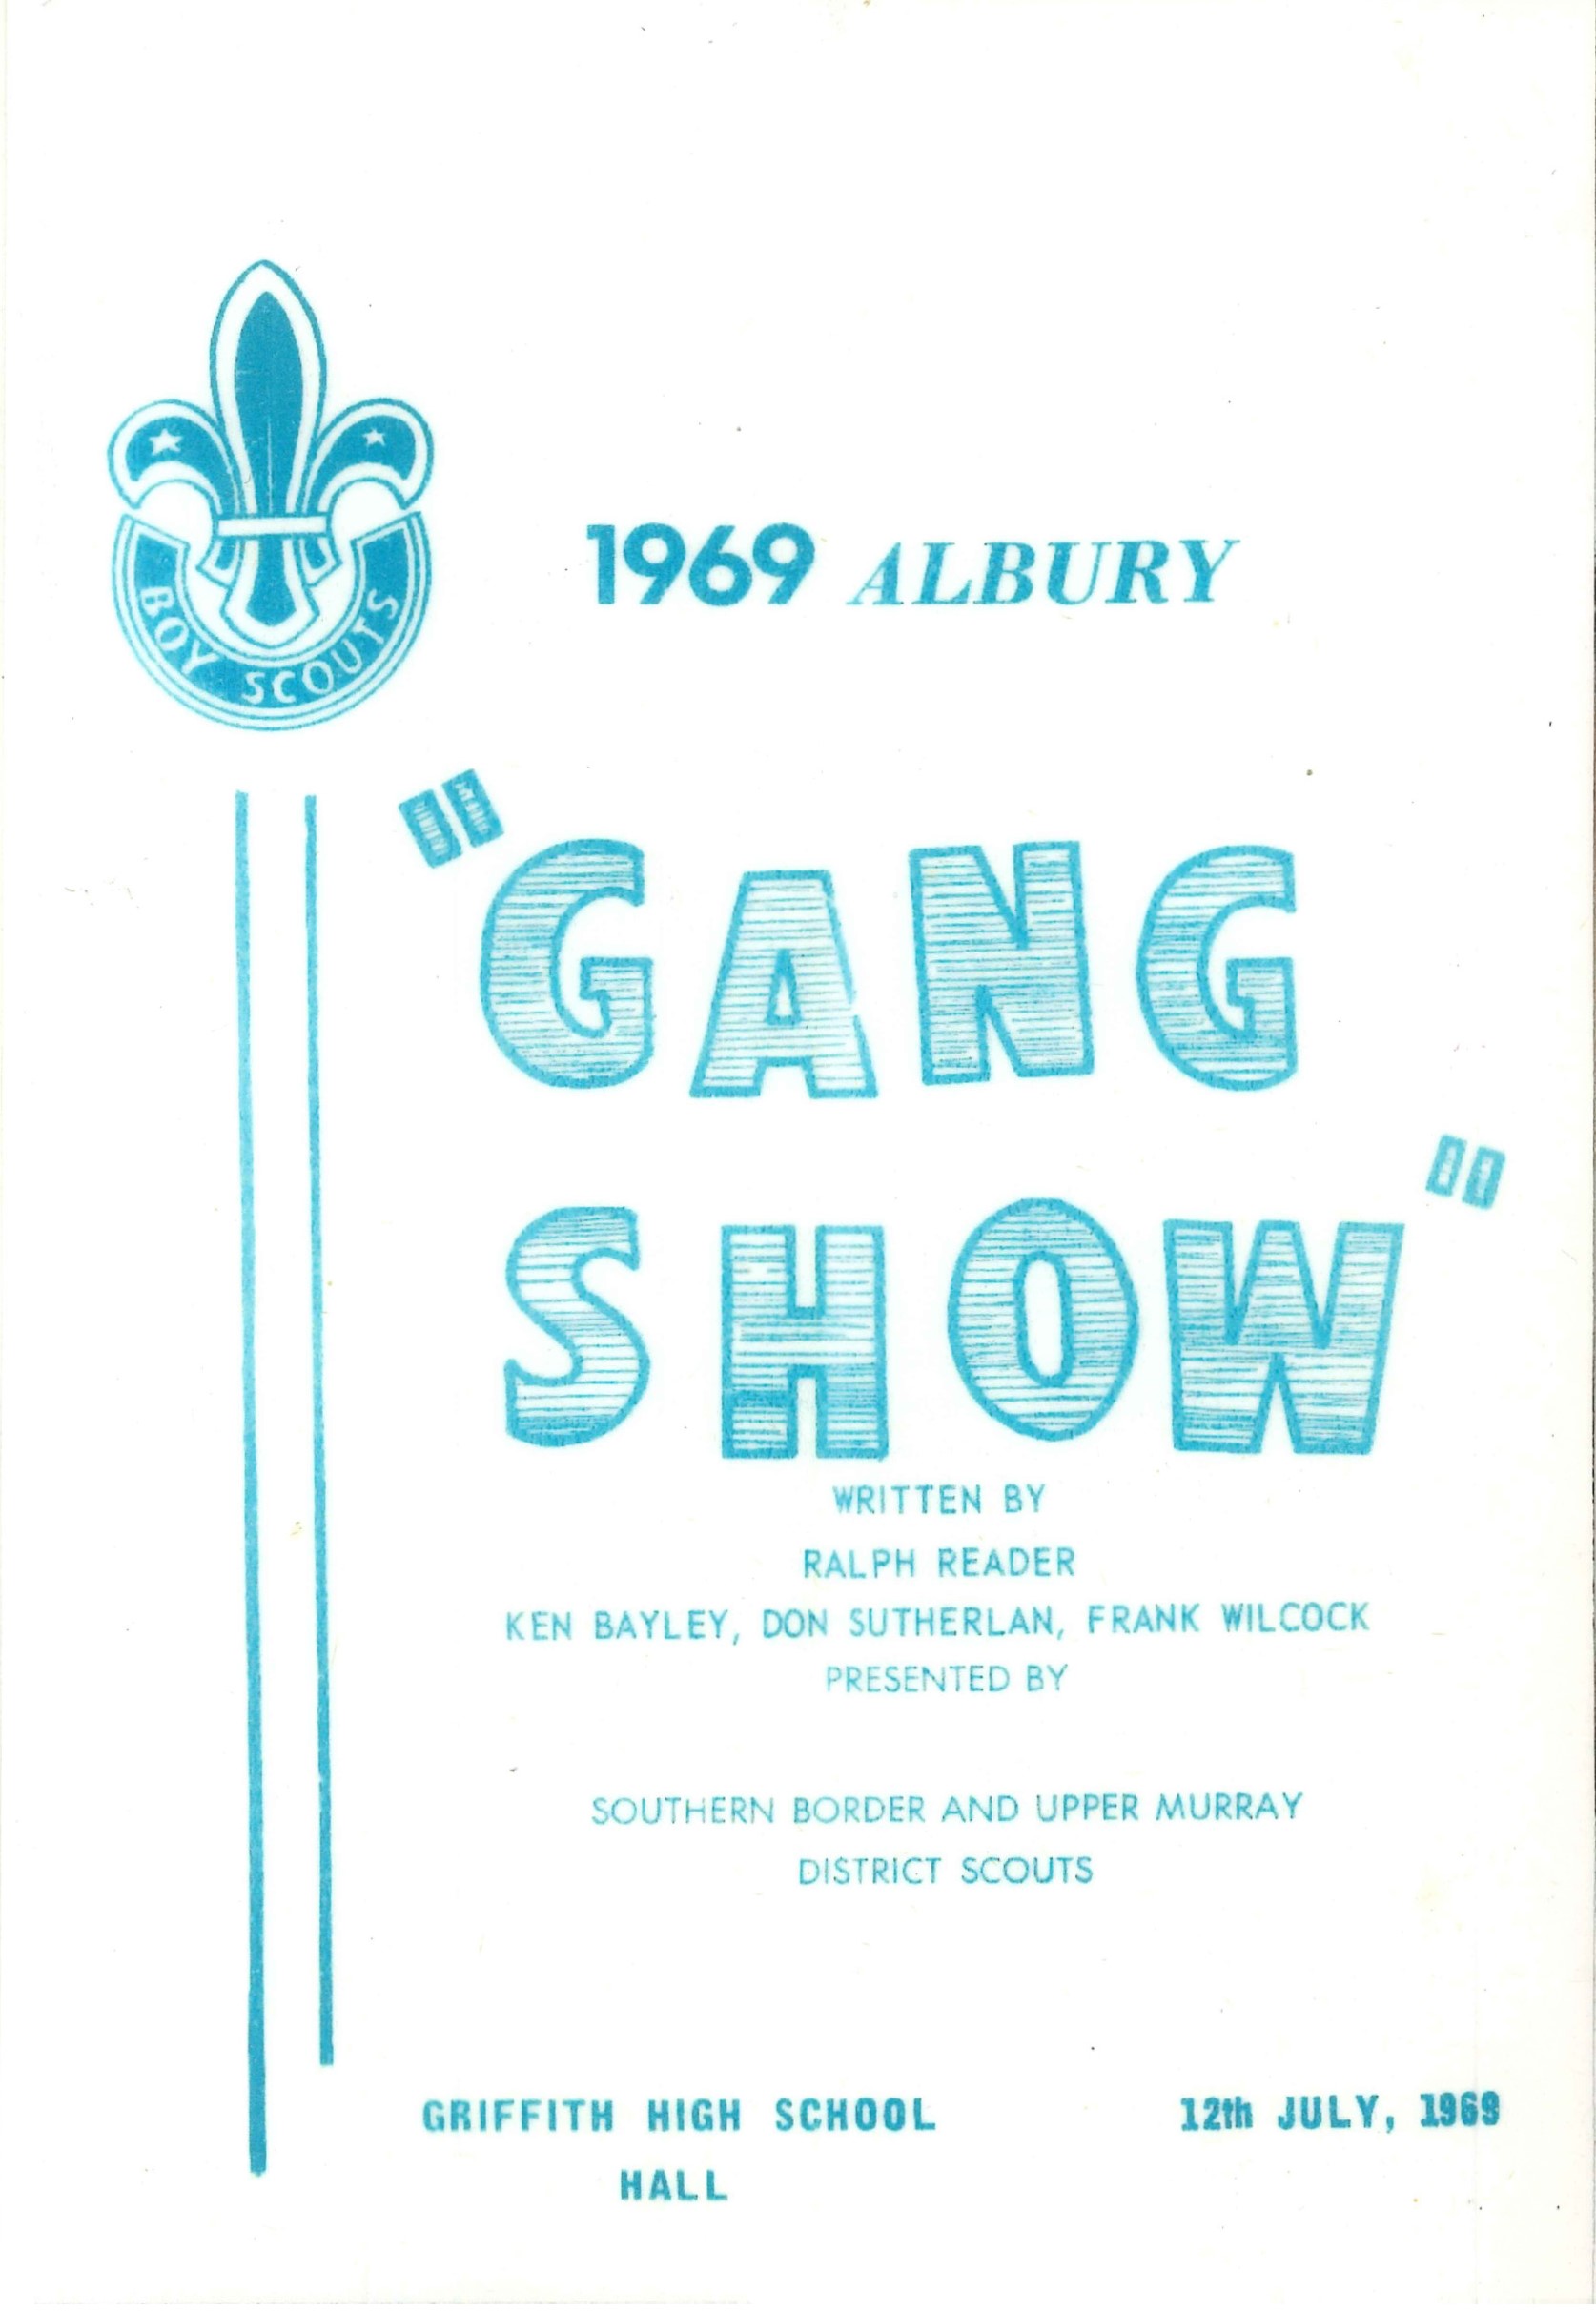 BOY SCOUTS
1969 ALBURY
"GANG
SHOW"
WRITTEN BY
RALPH READER
KEN BAYLEY, DON SUTHERLAN, FRANK WILCOCK
PRESENTED BY
SOUTHERN BORDER AND UPPER MURRAY
DISTRICT SCOUTS
GRIFFITH HIGH SCHOOL 12th JULY, 1969
HALL